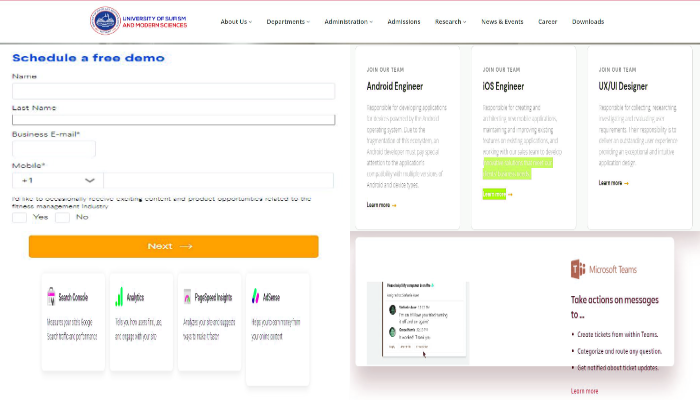 UNIVERSITY OF SUFISM
AND MODERN SCIENCES
About Us
Departments
Administration
Admissions
Research
News & Events
Career
Downloads
Schedule a free demo
Name
Last Name
Business E-mail*
Mobile*
+1
I'd like to occasionally receive exciting content and product opportunities related to the
fitness management industry
Yes No
Next →
Search Console
Measure your site's Google
Search traffic and performance
Analytics
Tells you how users find, use,
and engage with your site
PageSpeed Insights
Analyzes your site and suggests
ways to make it faster
AdSense
Helps you to earn money from
your online content
JOIN OUR TEAM
Android Engineer
Responsible for developing applications
for devices powered by the Android
operating system. Due to the
fragmentation of this ecosystem, an
Android developer must pay special
attention to the application's
compatibility with multiple versions of
Android and device types.
Learn more →
JOIN OUR TEAM
IOS Engineer
Responsible for creating and
architecting new mobile applications,
maintaining and improving existing
features on existing applications, and
working with our sales team to develop
Learn more →
JOIN OUR TEAM
UX/UI Designer
Responsible for collecting, researching,
investigating and evaluating user
requirements. Their responsibility is to
deliver an outstanding user experience
providing an exceptional and intuitive
application design.
Learn more →
Microsoft Teams
Take actions on messages
to ...
• Create tickets from within Teams.
• Categorize and route any question.
• Get notified about ticket updates.
Learn more